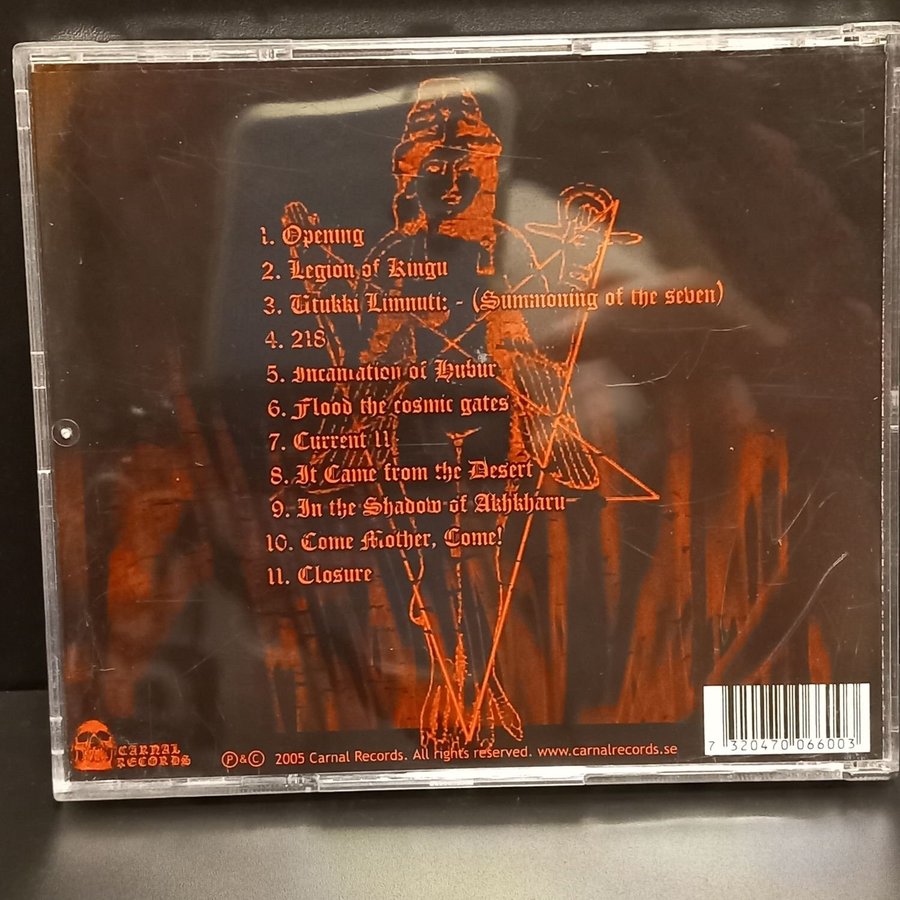 1. Opening
2. Legion of Kingu
3. Utukki Limnuti: - (Summoning of the seven)
4. 218
5. Incantation of Hubur
6. Flood the cosmic gates
7. Current 11
8. It Came from the Desert
9. In the Shadow of Akhkharu
10. Come Mother, Come!
11. Closure
CARNAL
RECORDS
Ⓟ&© 2005 Carnal Records. All rights reserved. www.carnalrecords.se
7 320470 066003